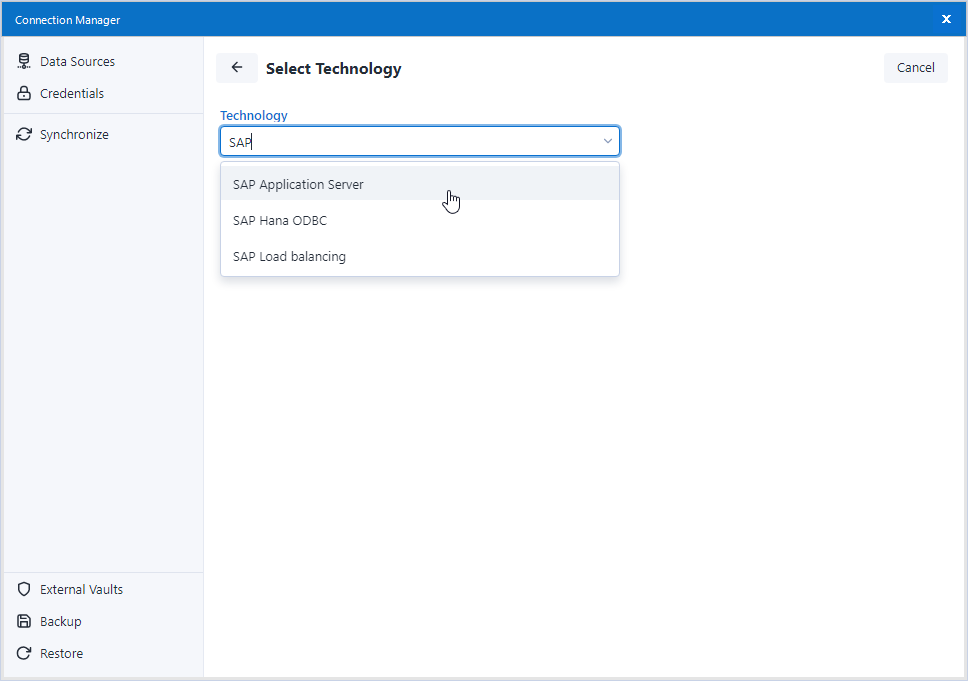 Connection Manager
Data Sources
Credentials
Synchronize
External Vaults
Backup
Restore
Select Technology
Cancel
Technology
SAP
SAP Application Server
SAP Hana ODBC
SAP Load balancing